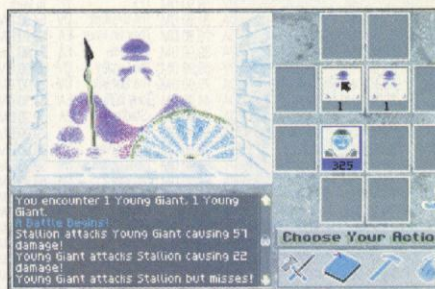 1 1
325
You encounter 1 Young Giant, 1 Young
Giant.
A Battle Begins!
Stallion attacks Young Giant causing 57
damage!
Young Giant attacks Stallion causing 22
damage!
Young Giant attacks Stallion but misses!
Choose Your Actio